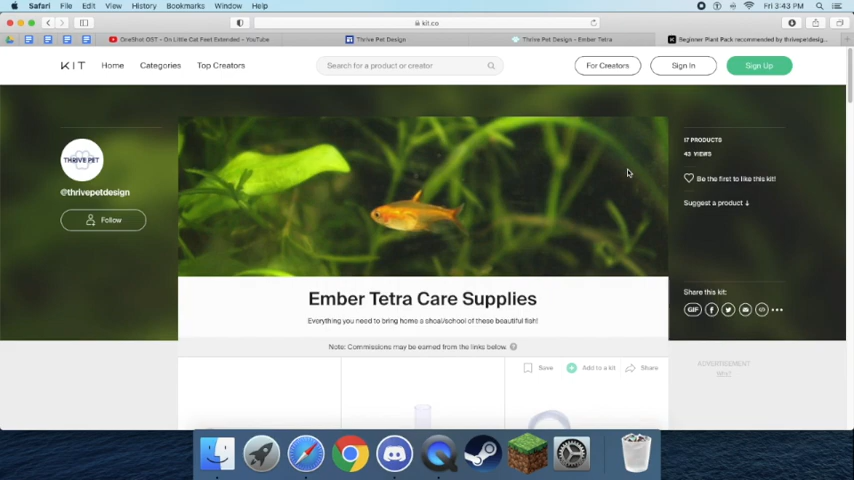 Safari File Edit View History Bookmarks Window Help Fri 3:43 PM
kit.co
OneShot OST - On Little Cat Feet Extended - YouTube Thrive Pet Design Thrive Pet Design - Ember Tetra Beginner Plant Pack recommended by thrivepetdesig...
KIT Home Categories Top Creators Search for a product or creator For Creators Sign In Sign Up
THRIVE PET
@thrivepetdesign
Follow
17 PRODUCTS
43 VIEWS
Be the first to like this kit!
Suggest a product ↓
Share this kit:
GIF
Ember Tetra Care Supplies
Everything you need to bring home a shoal/school of these beautiful fish!
Note: Commissions may be earned from the links below.
Save Add to a kit Share
ADVERTISEMENT